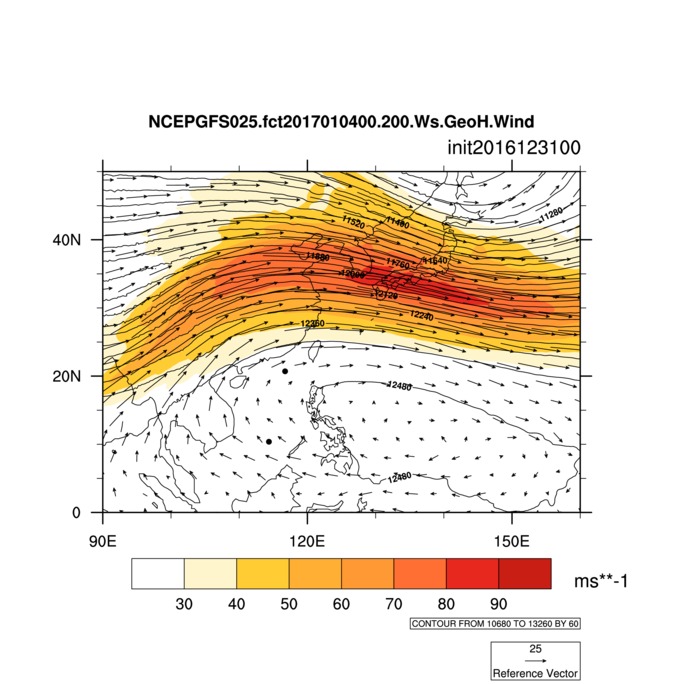 NCEPGFS025.fct2017010400.200.Ws.GeoH.Wind
init2016123100
11280
11520
11400
40N
11880
11760
11640
12000
12120
12360
12240
20N
12480
12480
0
90E 120E 150E
ms**-1
30 40 50 60 70 80 90
CONTOUR FROM 10680 TO 13260 BY 60
25
Reference Vector